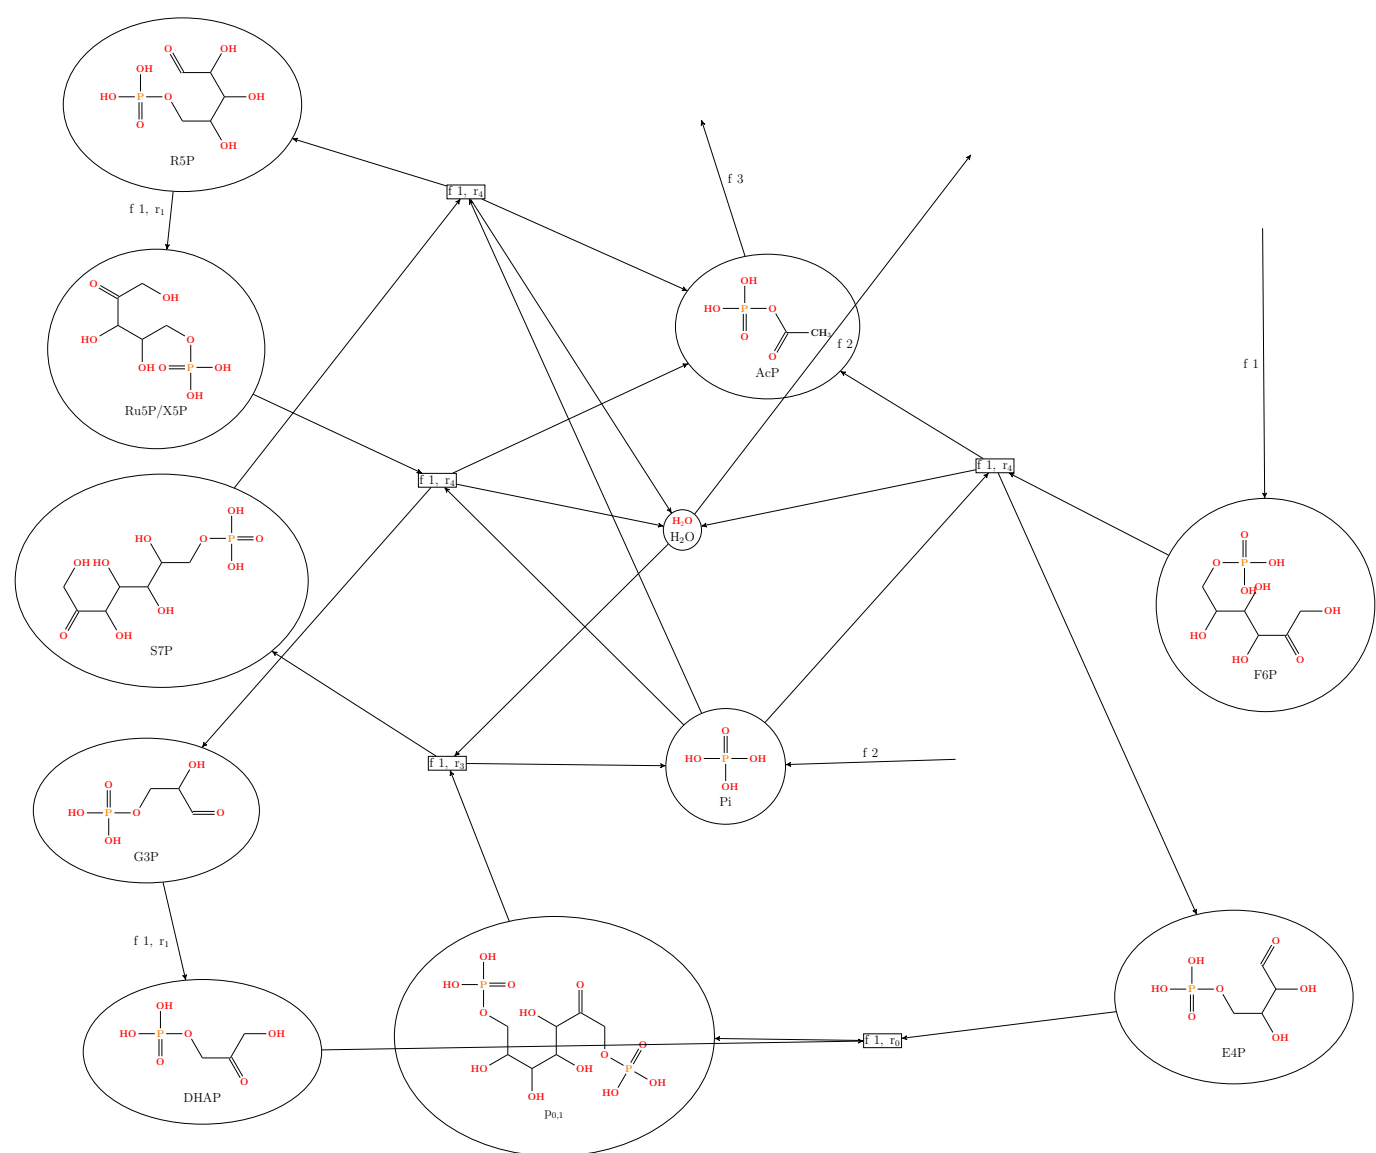 O OH
OH
HO P O OH
O
OH
R5P
f 1, r₁
f 1, r₄
f 3
O
OH
HO
O
OH O P OH
OH
Ru5P/X5P
OH
HO P O
O CH₃
O
AcP
f 2
f 1
f 1, r₄
f 1, r₄
H₂O
H₂O
OH
HO O P O
OH HO OH
OH
O OH
S7P
O
O P OH
OH OH
HO OH
HO O
F6P
O
HO P OH
OH
Pi
f 2
f 1, r₃
OH
O
HO P O O
OH
G3P
f 1, r₁
OH
HO P O OH
O
O
DHAP
OH
HO P O O
O HO
O O
HO OH P
OH HO OH
p₀,₁
f 1, r₀
O
OH
HO P O OH
O
OH
E4P